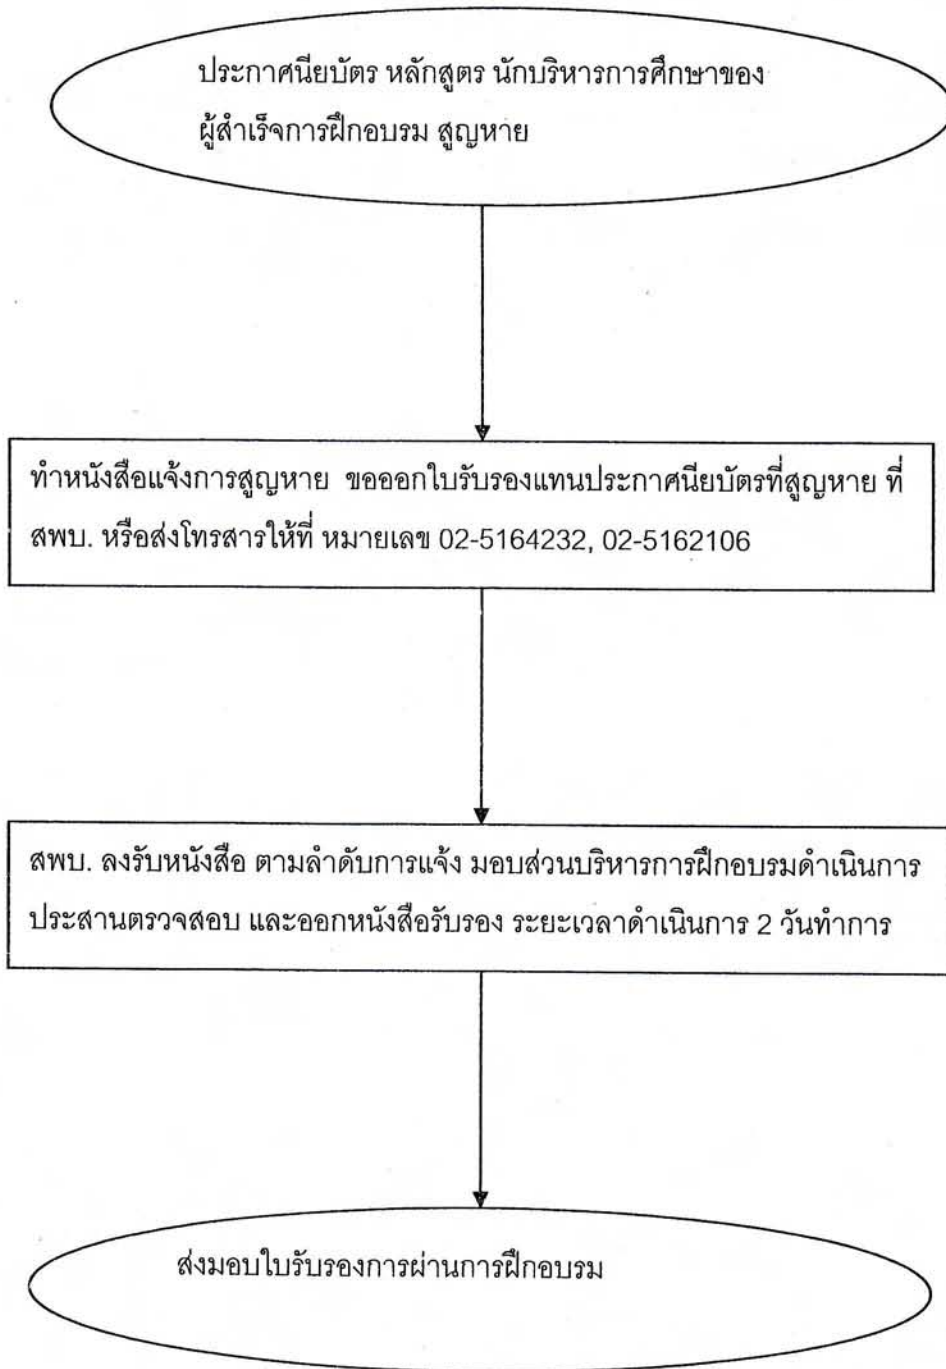 ประกาศนียบัตร หลักสูตร นักบริหารการศึกษาของ
ผู้สำเร็จการฝึกอบรม สูญหาย
ทำหนังสือแจ้งการสูญหาย ขอออกใบรับรองแทนประกาศนียบัตรที่สูญหาย ที่
สพบ. หรือส่งโทรสารให้ที่ หมายเลข 02-5164232, 02-5162106
สพบ. ลงรับหนังสือ ตามลำดับการแจ้ง มอบส่วนบริหารการฝึกอบรมดำเนินการ
ประสานตรวจสอบ และออกหนังสือรับรอง ระยะเวลาดำเนินการ 2 วันทำการ
ส่งมอบใบรับรองการผ่านการฝึกอบรม